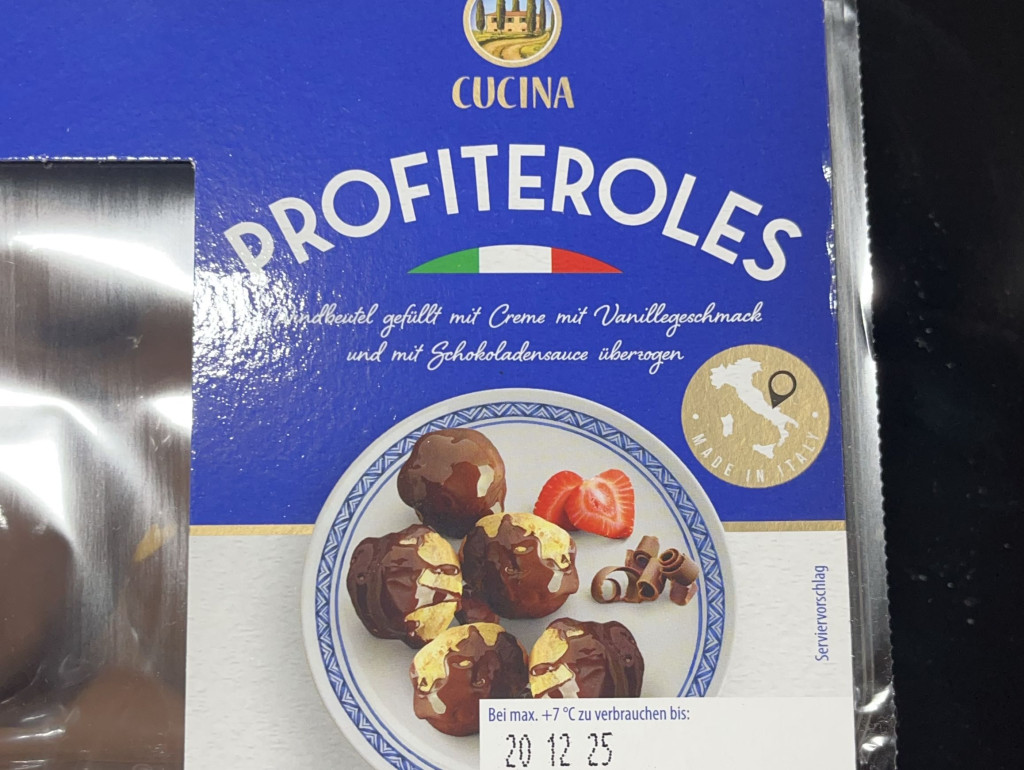 CUCINA
PROFITEROLES
gefüllt mit Creme mit Vanillegeschmack
und mit Schokoladensauce überzogen
MADE IN ITALY
Serviervorschlag
Bei max. +7 °C zu verbrauchen bis:
20 12 25